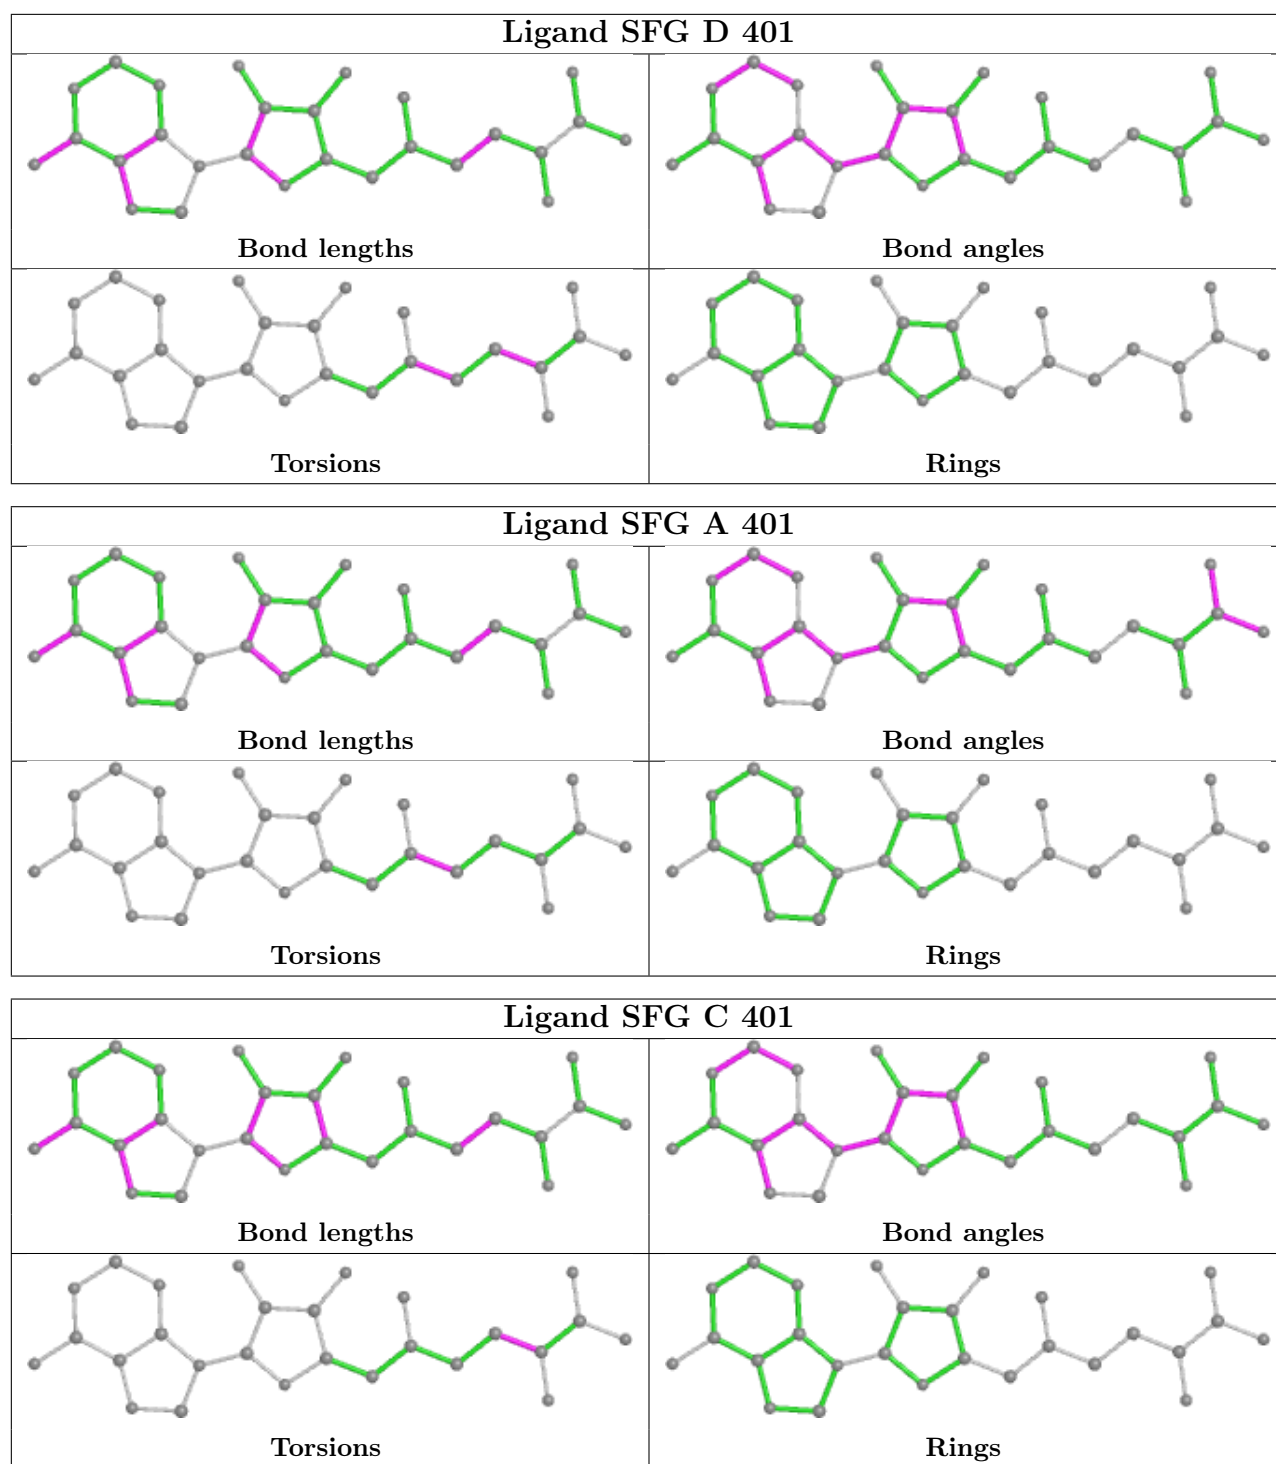 Ligand SFG D 401
Bond lengths
Bond angles
Torsions
Rings
Ligand SFG A 401
Bond lengths
Bond angles
Torsions
Rings
Ligand SFG C 401
Bond lengths
Bond angles
Torsions
Rings